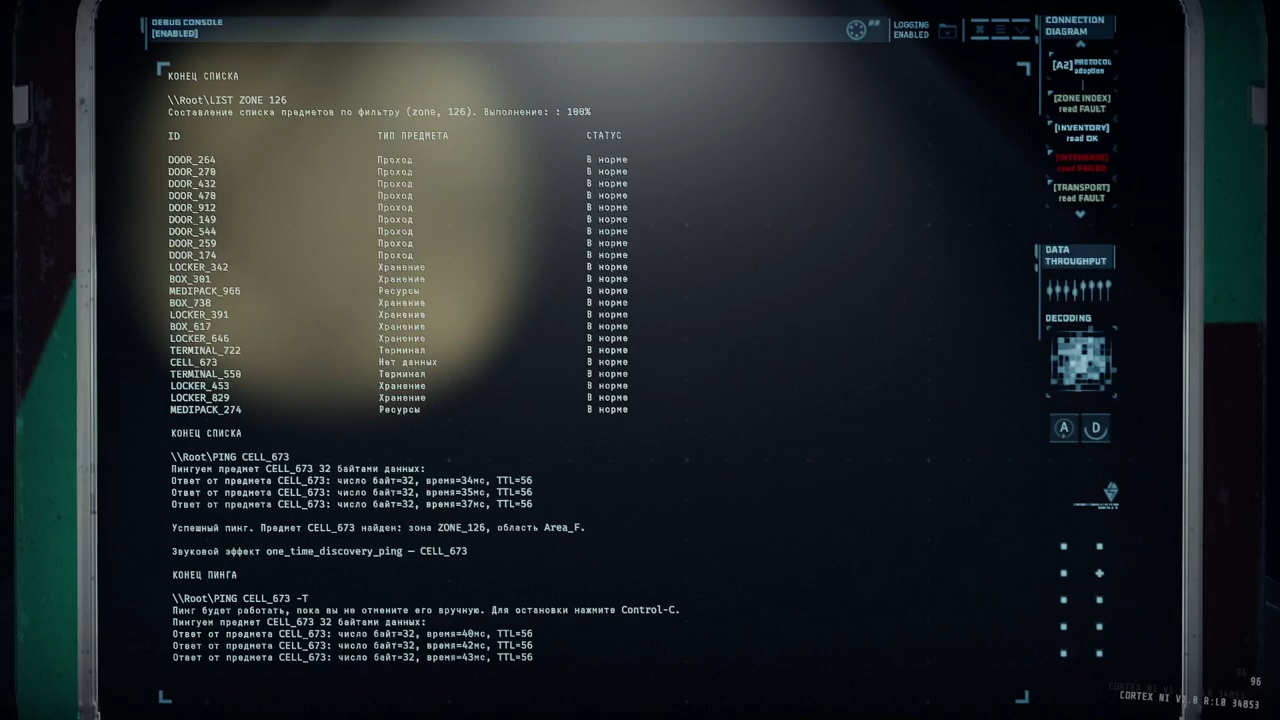 DEBUG CONSOLE
[ENABLED]
##
LOGGING
ENABLED
CONNECTION
DIAGRAM
КОНЕЦ СПИСКА
\\Root\LIST ZONE 126
Составление списка предметов по фильтру (zone, 126). Выполнение: : 100%
ID ТИП ПРЕДМЕТА СТАТУС
DOOR_264 Проход В норме
DOOR_270 Проход В норме
DOOR_432 Проход В норме
DOOR_470 Проход В норме
DOOR_912 Проход В норме
DOOR_149 Проход В норме
DOOR_544 Проход В норме
DOOR_259 Проход В норме
DOOR_174 Проход В норме
LOCKER_342 Хранение В норме
BOX_301 Хранение В норме
MEDIPACK_966 Ресурсы В норме
BOX_738 Хранение В норме
LOCKER_391 Хранение В норме
BOX_617 Хранение В норме
LOCKER_646 Хранение В норме
TERMINAL_722 Терминал В норме
CELL_673 Нет данных В норме
TERMINAL_550 Терминал В норме
LOCKER_453 Хранение В норме
LOCKER_829 Хранение В норме
MEDIPACK_274 Ресурсы В норме
КОНЕЦ СПИСКА
\\Root\PING CELL_673
Пингуем предмет CELL_673 32 байтами данных:
Ответ от предмета CELL_673: число байт=32, время=34мс, TTL=56
Ответ от предмета CELL_673: число байт=32, время=35мс, TTL=56
Ответ от предмета CELL_673: число байт=32, время=37мс, TTL=56
Успешный пинг. Предмет CELL_673 найден: зона ZONE_126, область Area_F.
Звуковой эффект one_time_discovery_ping — CELL_673
КОНЕЦ ПИНГА
\\Root\PING CELL_673 -T
Пинг будет работать, пока вы не отмените его вручную. Для остановки нажмите Control-C.
Пингуем предмет CELL_673 32 байтами данных:
Ответ от предмета CELL_673: число байт=32, время=40мс, TTL=56
Ответ от предмета CELL_673: число байт=32, время=42мс, TTL=56
Ответ от предмета CELL_673: число байт=32, время=43мс, TTL=56
[A2] PROTOCOL
adoption
[ZONE INDEX]
read FAULT
[INVENTORY]
read OK
read FAILED
[TRANSPORT]
read FAULT
DATA
THROUGHPUT
DECODING
A D
96
CORTEX NI V1.0 R:L0 34853